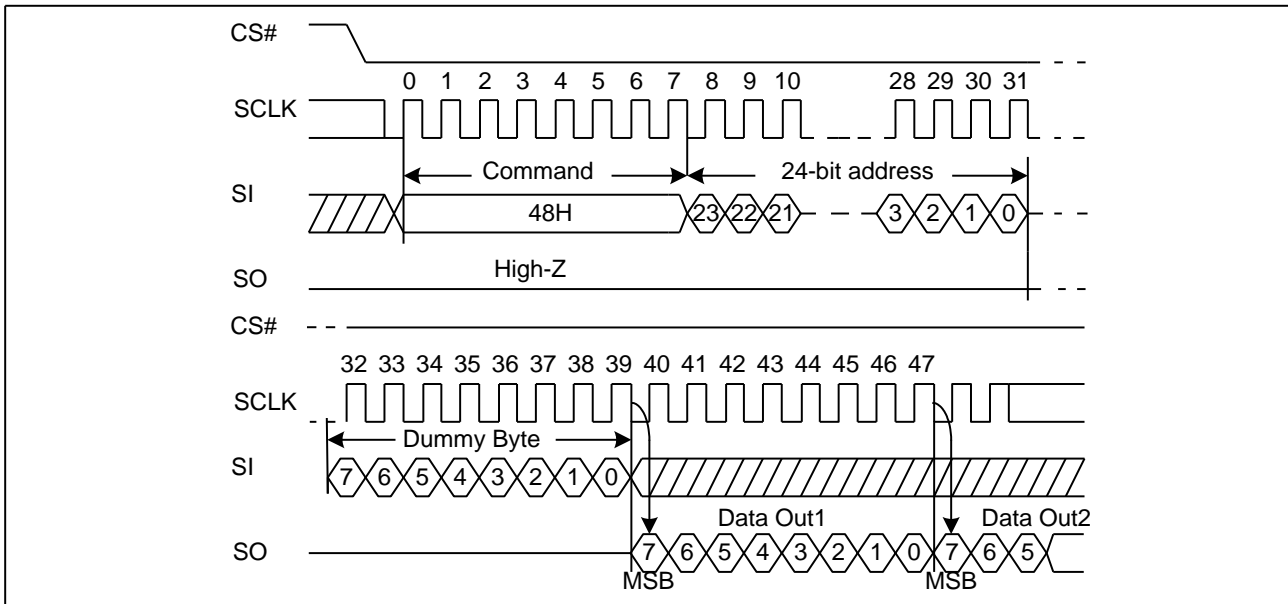 CS#
0 1 2 3 4 5 6 7 8 9 10 28 29 30 31
SCLK
Command 24-bit address
SI
48H 23 22 21 3 2 1 0
High-Z
SO
CS#
32 33 34 35 36 37 38 39 40 41 42 43 44 45 46 47
SCLK
Dummy Byte
SI
7 6 5 4 3 2 1 0
Data Out1 Data Out2
SO
7 6 5 4 3 2 1 0 7 6 5
MSB MSB